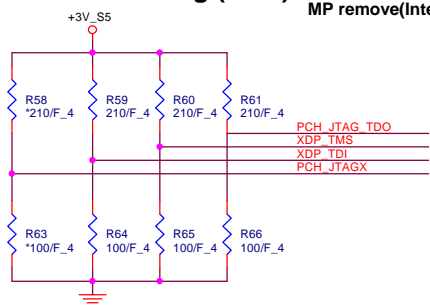 MP remove(Inte
+3V_S5
R58
*210/F_4
R59
210/F_4
R60
210/F_4
R61
210/F_4
PCH_JTAG_TDO
XDP_TMS
XDP_TDI
PCH_JTAGX
R63
*100/F_4
R64
100/F_4
R65
100/F_4
R66
100/F_4